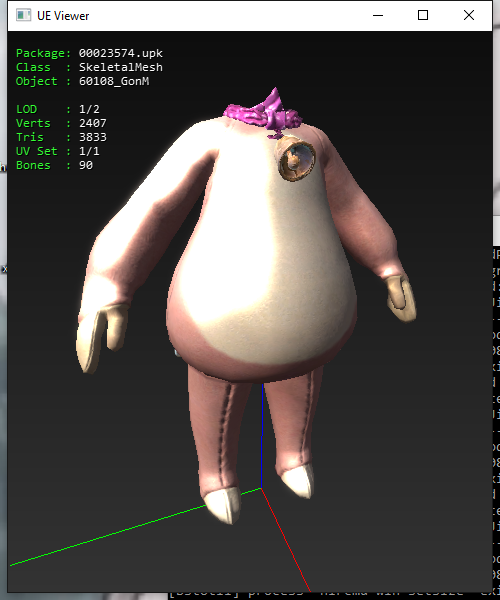 UE Viewer
Package: 00023574.upk
Class : SkeletalMesh
Object : 60108_GonM
LOD : 1/2
Verts : 2407
Tris : 3833
UV Set : 1/1
Bones : 90